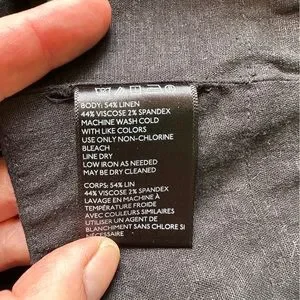 BODY: 54% LINEN
44% VISCOSE 2% SPANDEX
MACHINE WASH COLD
WITH LIKE COLORS
USE ONLY NON-CHLORINE
BLEACH
LINE DRY
LOW IRON AS NEEDED
MAY BE DRY CLEANED
CORPS: 54% LIN
44% VISCOSE 2% SPANDEX
LAVAGE EN MACHINE À
TEMPÉRATURE FROIDE
AVEC COULEURS SIMILAIRES
UTILISER UN AGENT DE
BLANCHIMENT SANS CHLORE SI
NÉCESSAIRE